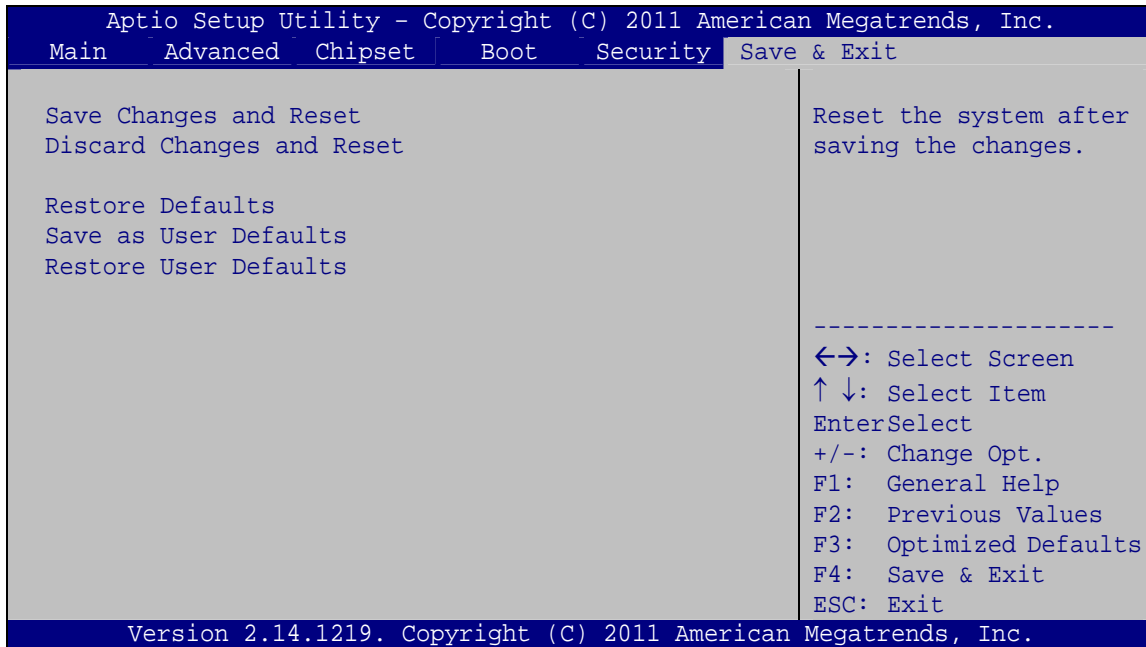 Aptio Setup Utility – Copyright (C) 2011 American Megatrends, Inc.
Main Advanced Chipset Boot Security Save & Exit
Save Changes and Reset
Discard Changes and Reset
Restore Defaults
Save as User Defaults
Restore User Defaults
Reset the system after
saving the changes.
---------------------
←→: Select Screen
↑ ↓: Select Item
EnterSelect
+/-: Change Opt.
F1: General Help
F2: Previous Values
F3: Optimized Defaults
F4: Save & Exit
ESC: Exit
Version 2.14.1219. Copyright (C) 2011 American Megatrends, Inc.